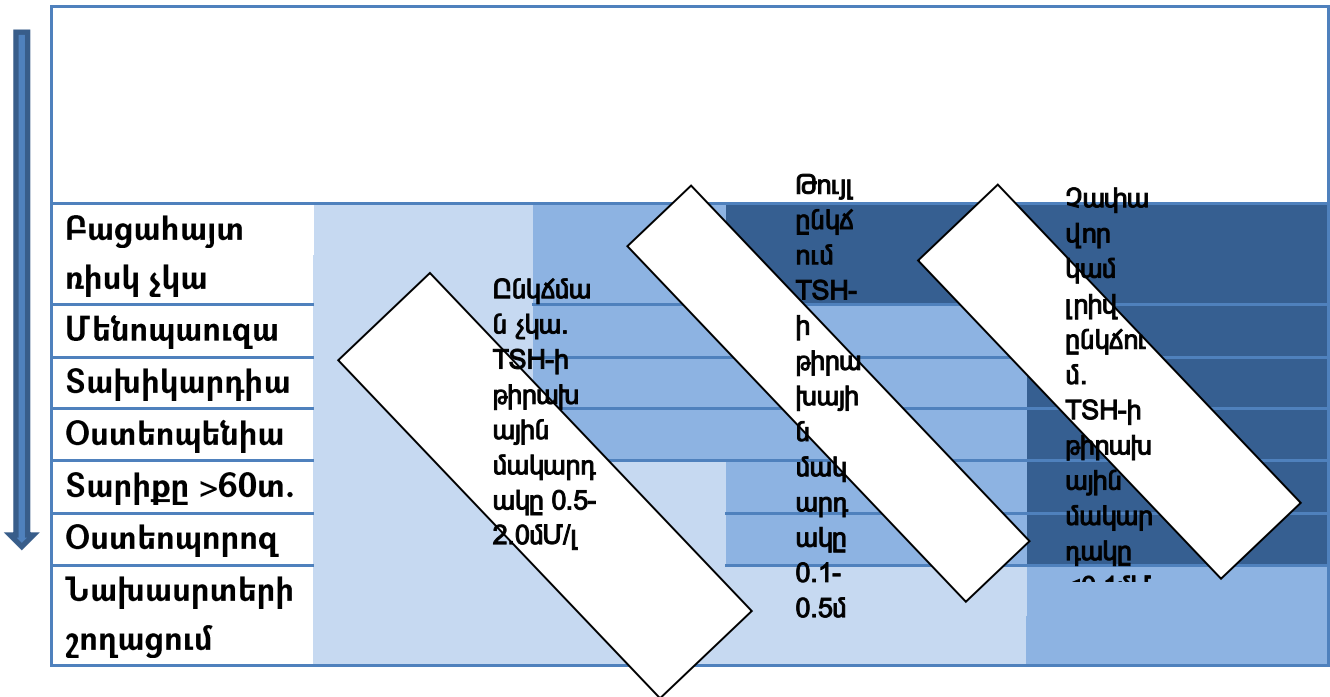 Բացահայտ
ռիսկ չկա
Մենոպաուզա
Տախիկարդիա
Օստեոպենիա
Տարիքը >60տ.
Օստեոպորոզ
Նախասրտերի
շողացում
Ընկճմա
ն չկա.
TSH-ի
թիրախ
ային
մակարդ
ակը 0.5-
2.0մՄ/լ
Թույլ
ընկճ
ում
TSH-
ի
թիրա
խայի
ն
մակ
արդ
ակը
0.1-
0.5մ
Չափա
վոր
կամ
լրիվ
ընկճու
մ.
TSH-ի
թիրախ
ային
մակար
դակը